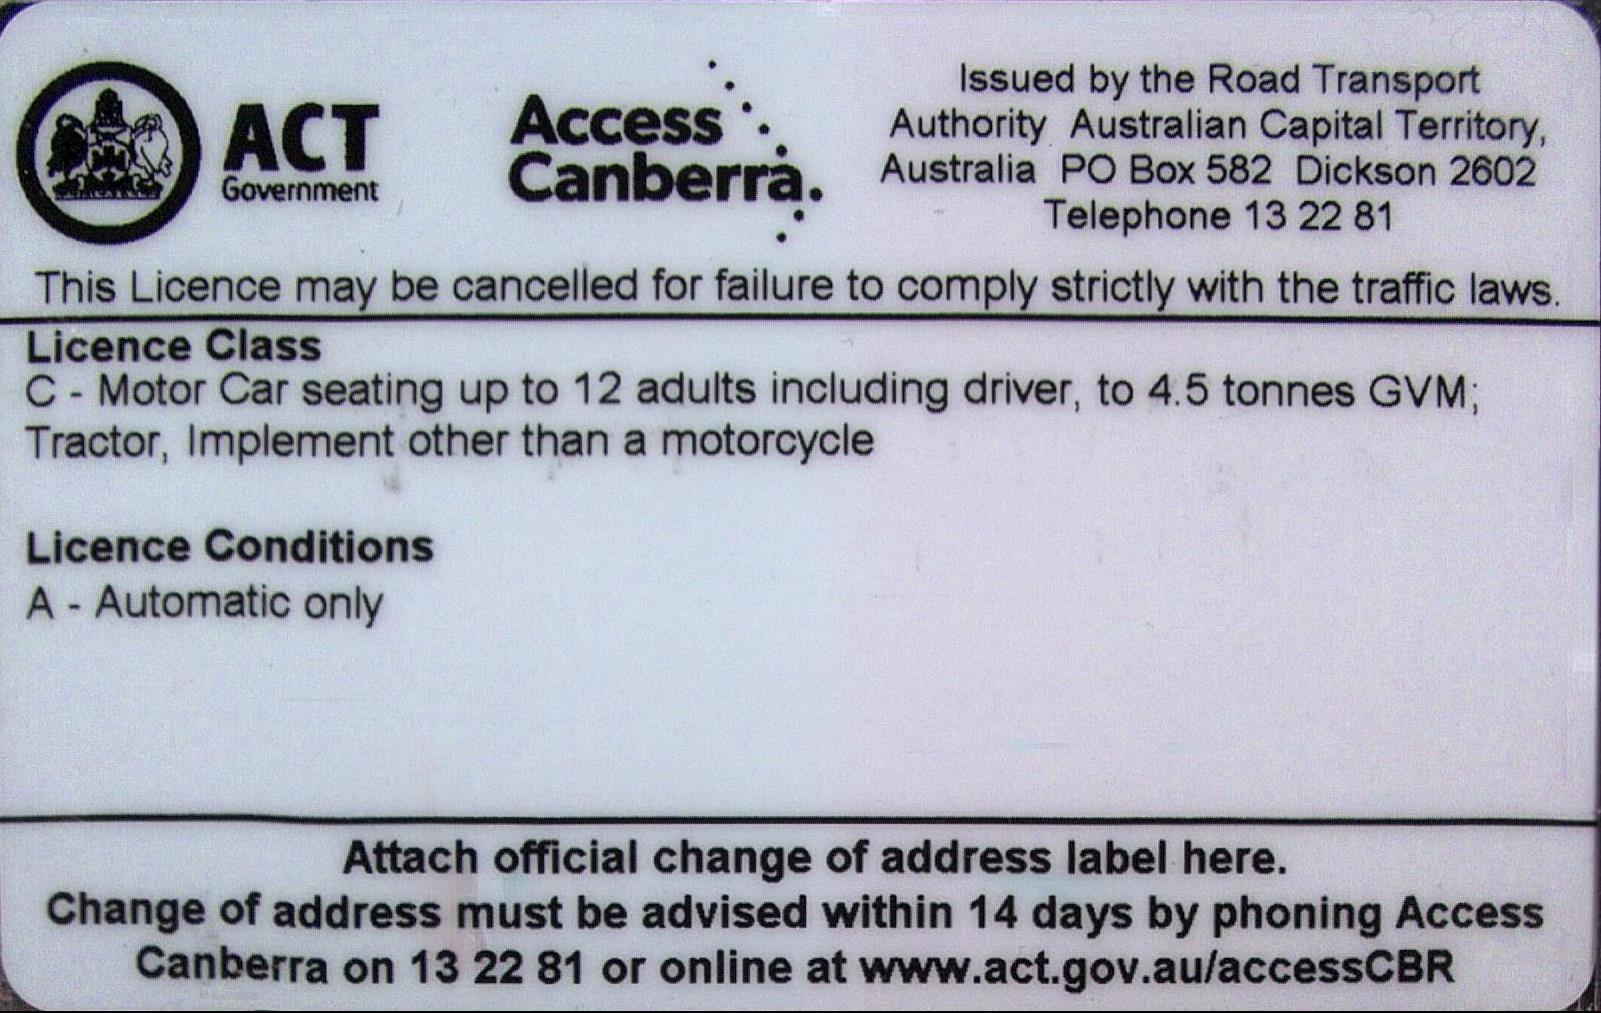 ACT
Government
Access
Canberra.
Issued by the Road Transport
Authority Australian Capital Territory,
Australia PO Box 582 Dickson 2602
Telephone 13 22 81
This Licence may be cancelled for failure to comply strictly with the traffic laws.
Licence Class
C - Motor Car seating up to 12 adults including driver, to 4.5 tonnes GVM;
Tractor, Implement other than a motorcycle
Licence Conditions
A - Automatic only
Attach official change of address label here.
Change of address must be advised within 14 days by phoning Access
Canberra on 13 22 81 or online at www.act.gov.au/accessCBR